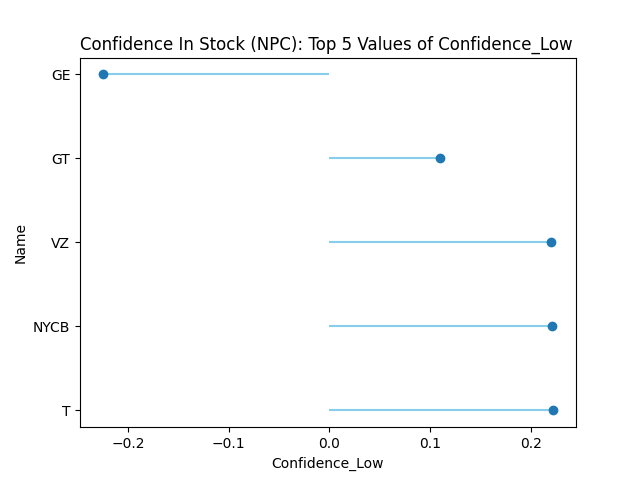 Confidence In Stock (NPC): Top 5 Values of Confidence_Low
GE
GT
VZ
NYCB
T
Name
−0.2
−0.1
0.0
0.1
0.2
Confidence_Low